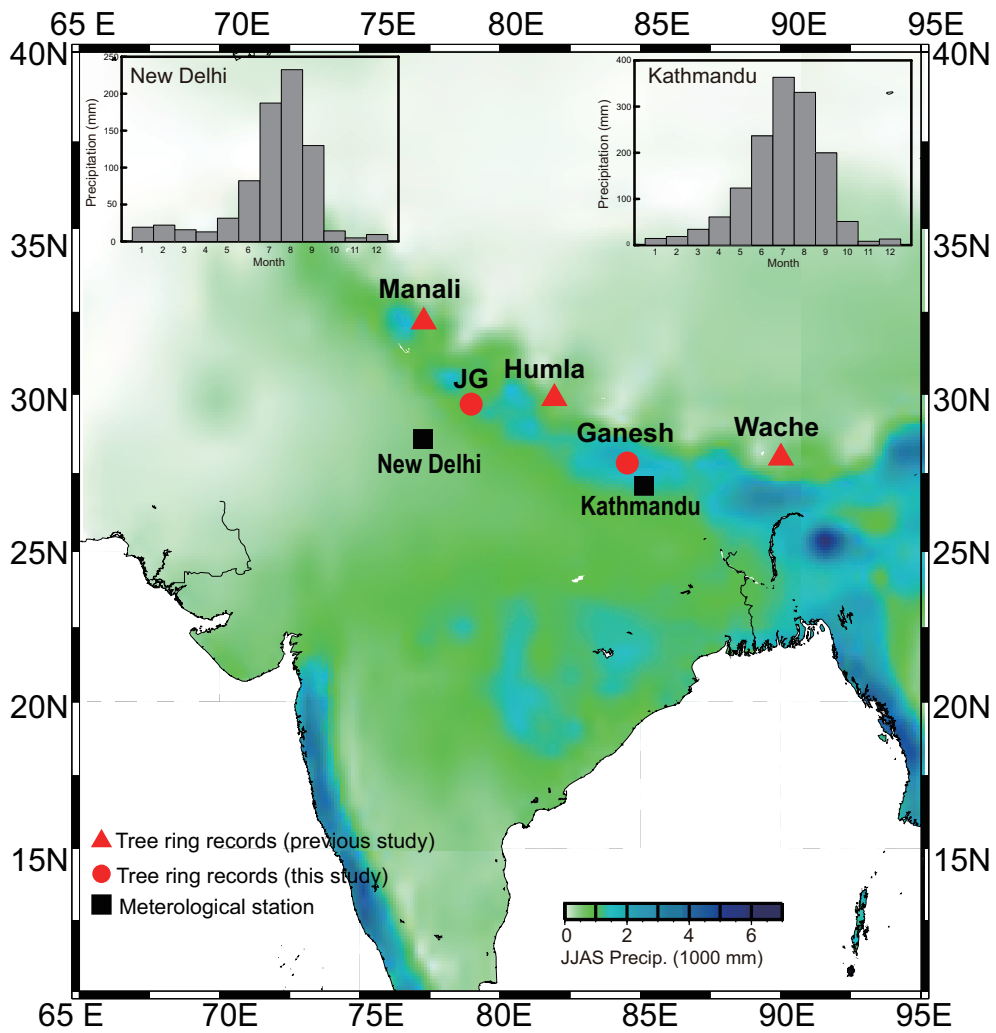 65 E 70E 75E 80E 85E 90E 95E
40N 40N
250 New Delhi
200
150
100
50
0
Precipitation (mm)
1 2 3 4 5 6 7 8 9 10 11 12
Month
400 Kathmandu
300
200
100
0
Precipitation (mm)
1 2 3 4 5 6 7 8 9 10 11 12
Month
35N 35N
Manali
Humla
JG
30N 30N
Ganesh
Wache
New Delhi
Kathmandu
25N 25N
20N 20N
Tree ring records (previous study)
15N 15N
Tree ring records (this study)
Meterological station
0 2 4 6
JJAS Precip. (1000 mm)
65 E 70E 75E 80E 85E 90E 95E